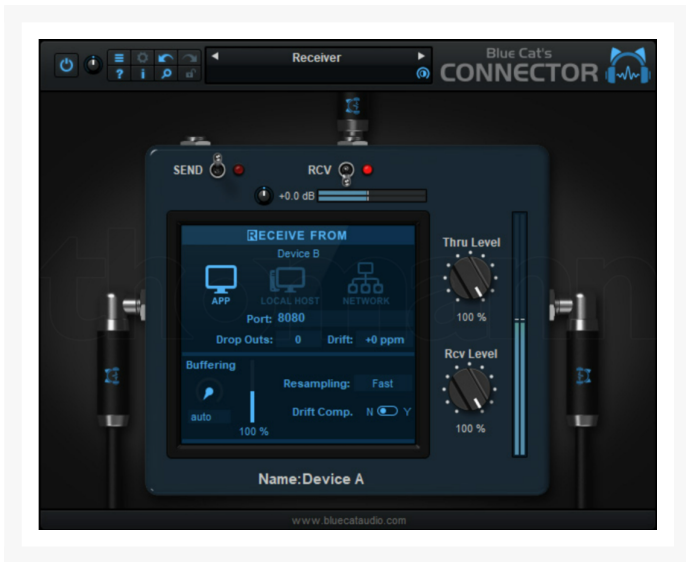 Receiver
Blue Cat's
CONNECTOR
?
i
SEND
RCV
+0.0 dB
RECEIVE FROM
Device B
APP
LOCAL HOST
NETWORK
Port: 8080
Drop Outs: 0 Drift: +0 ppm
Buffering
auto
100 %
Resampling: Fast
Drift Comp. N Y
Thru Level
100 %
Rcv Level
100 %
Name:Device A
www.bluecataudio.com
thomann